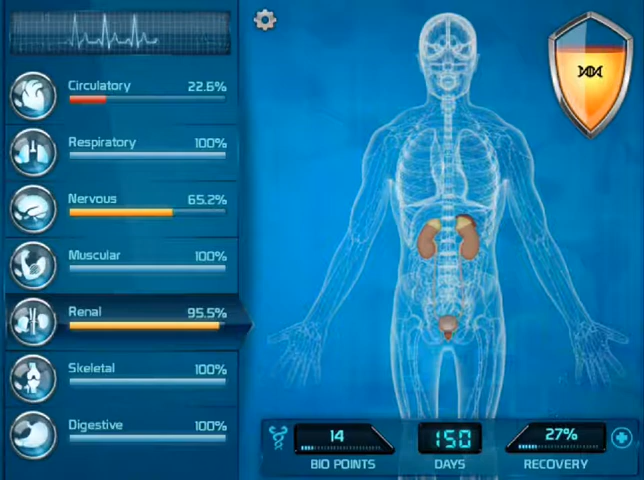 Circulatory 22.6%
Respiratory 100%
Nervous 65.2%
Muscular 100%
Renal 95.5%
Skeletal 100%
Digestive 100%
14 150 27%
BIO POINTS DAYS RECOVERY